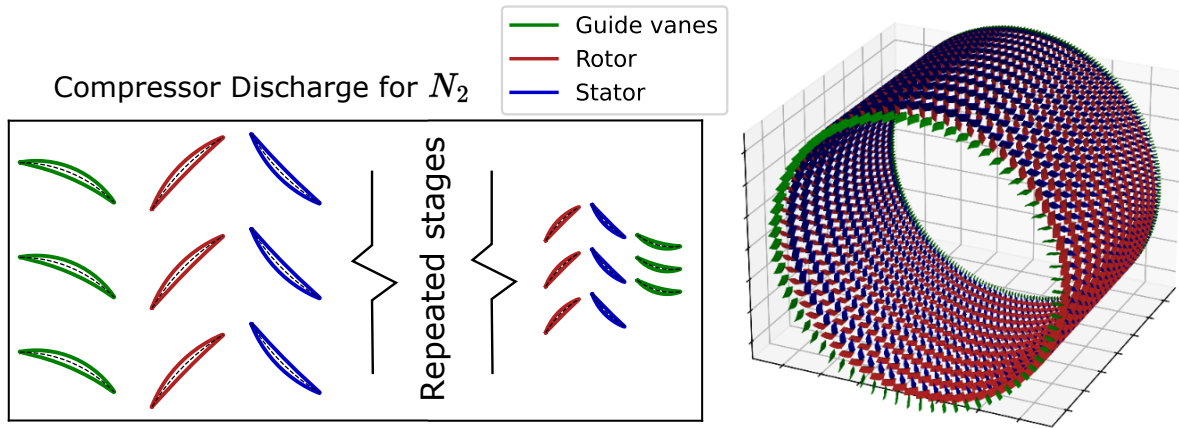 Guide vanes
Rotor
Stator
Compressor Discharge for N₂
Repeated stages